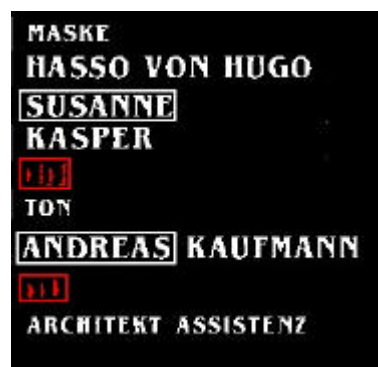 MASKE
HASSO VON HUGO
SUSANNE
KASPER
TON
ANDREAS KAUFMANN
ARCHITEKT ASSISTENZ